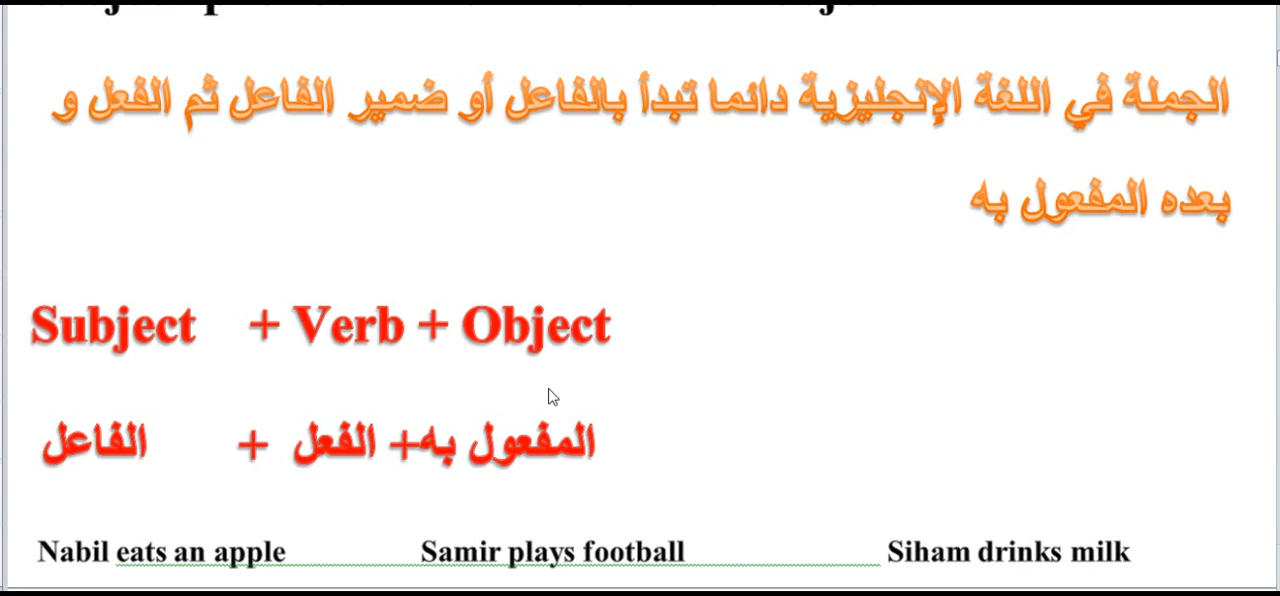 الجملة في اللغة الإنجليزية دائما تبدأ بالفاعل أو ضمير الفاعل ثم الفعل و
بعده المفعول به
Subject + Verb + Object
الفاعل + الفعل + المفعول به
Nabil eats an apple Samir plays football Siham drinks milk